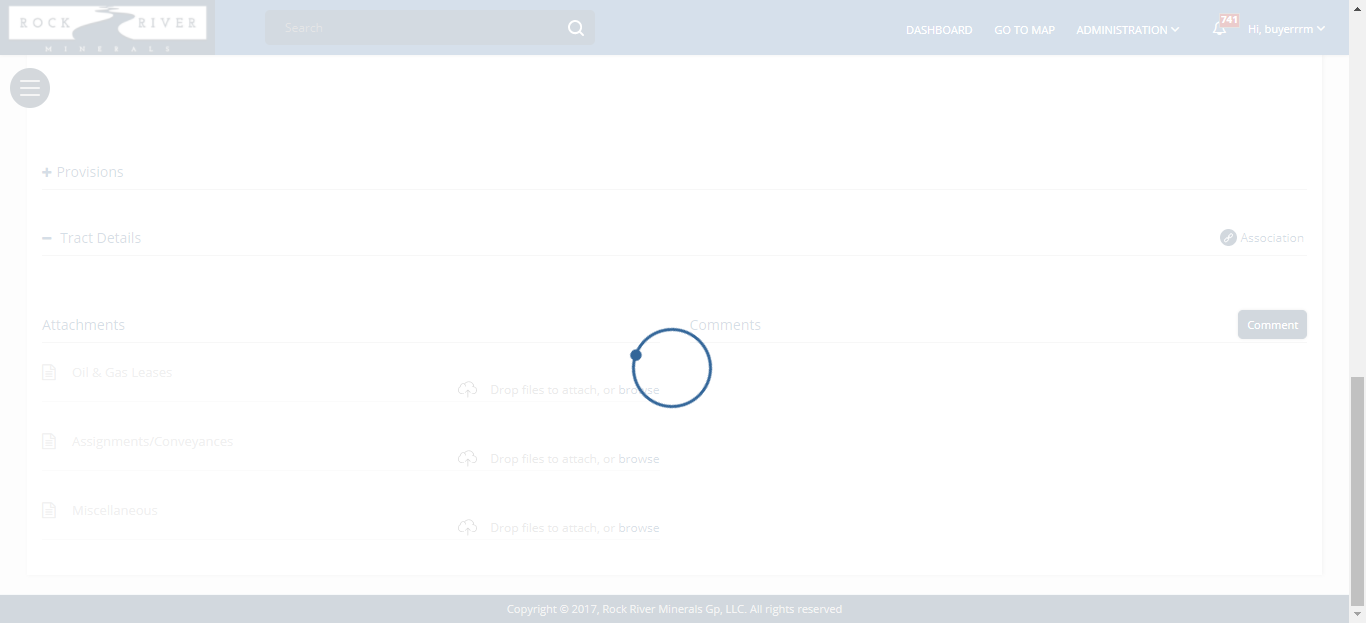 ROCK RIVER
MINERALS
Search
DASHBOARD
GO TO MAP
ADMINISTRATION
741
Hi, buyerrrm
Provisions
Tract Details
Association
Attachments
Comments
Comment
Oil & Gas Leases
Drop files to attach, or browse
Assignments/Conveyances
Drop files to attach, or browse
Miscellaneous
Drop files to attach, or browse
Copyright © 2017, Rock River Minerals Gp, LLC. All rights reserved